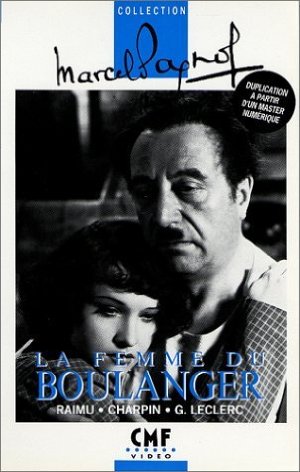 COLLECTION
Marcel Pagnol
DUPLICATION
A PARTIR
D'UN MASTER
NUMERIQUE
LA FEMME DU
BOULANGER
RAIMU • CHARPIN • G. LECLERC
CMF
VIDEO